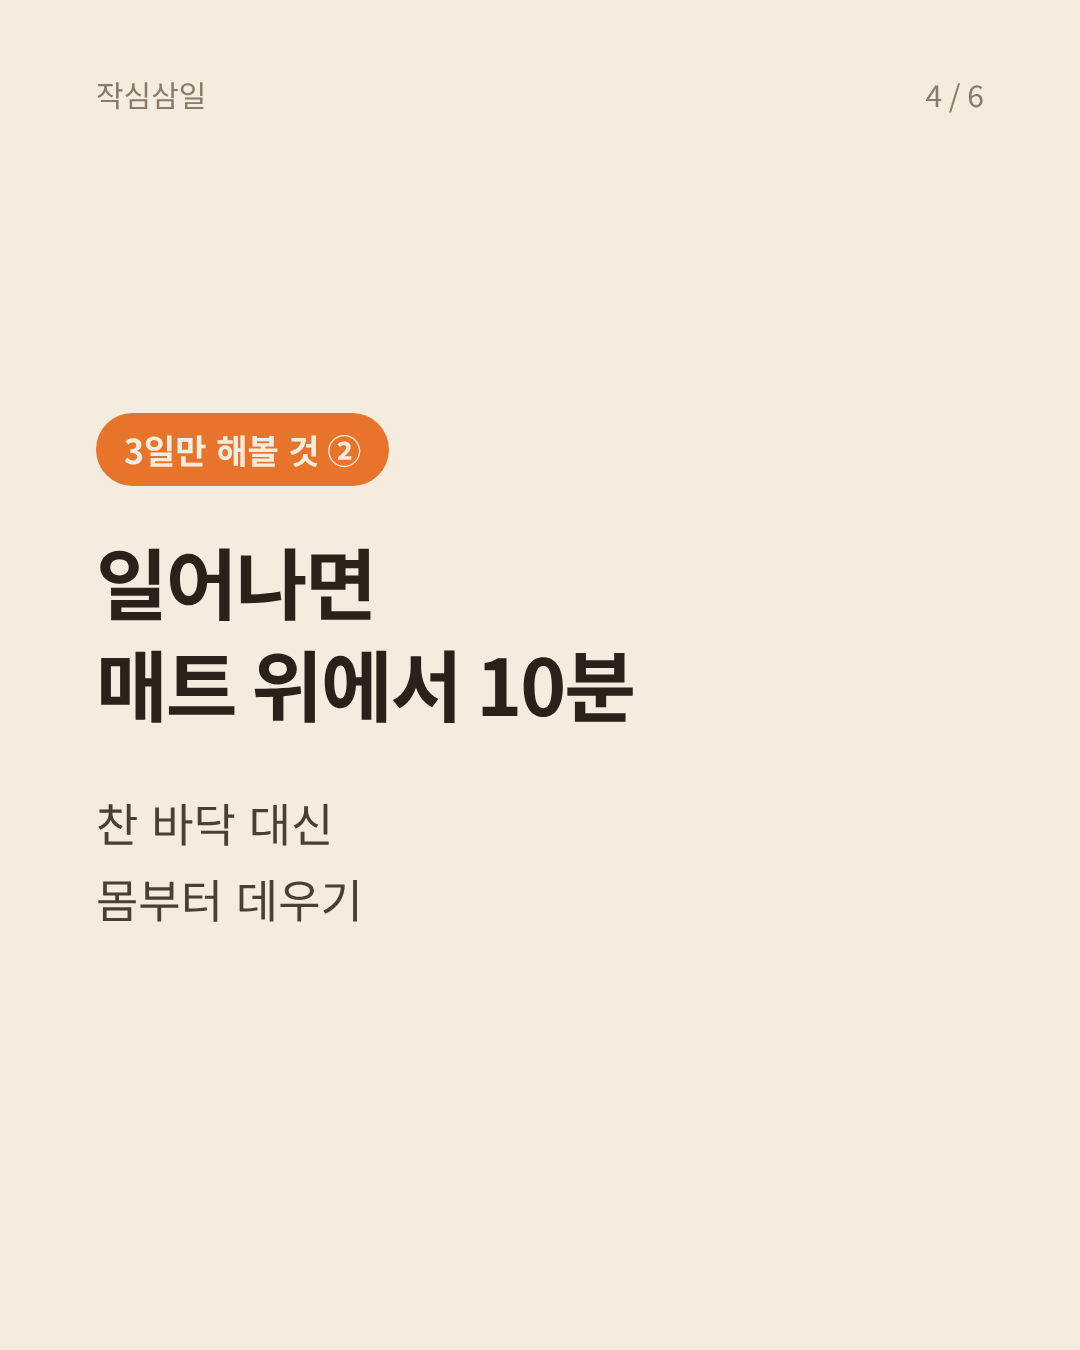 작심삼일
4 / 6
3일만 해볼 것 ②
일어나면
매트 위에서 10분
찬 바닥 대신
몸부터 데우기